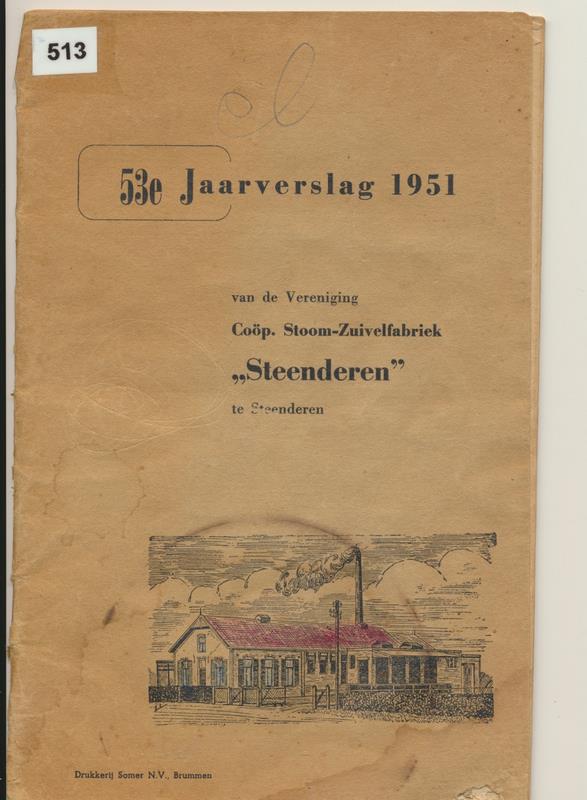 513
53e Jaarverslag 1951
van de Vereniging
Coöp. Stoom-Zuivelfabriek
„Steenderen”
te Steenderen
Drukkerij Somer N.V., Brummen